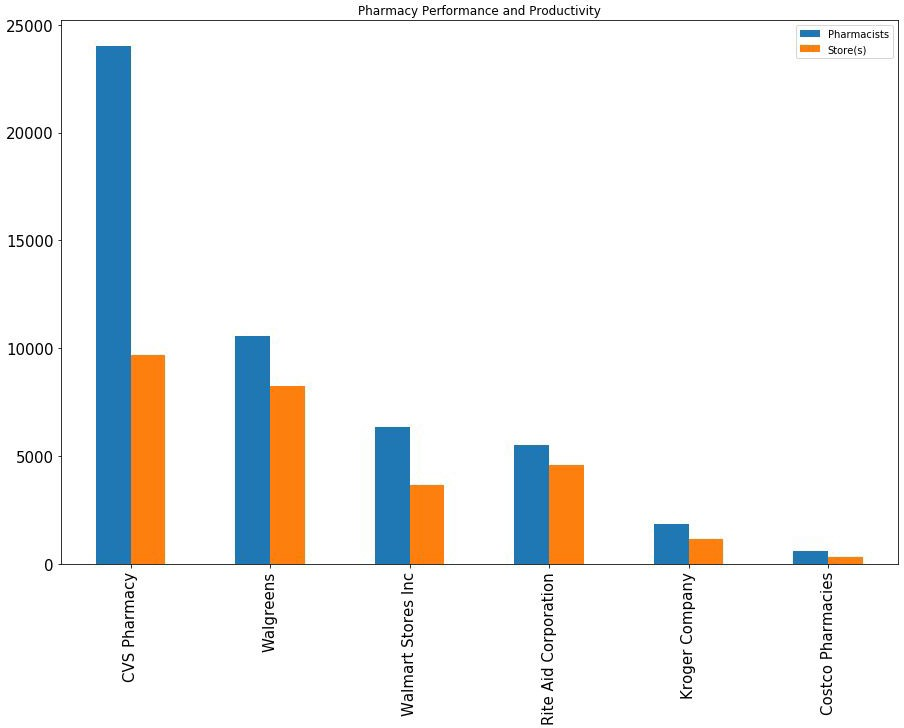 Pharmacy Performance and Productivity
Pharmacists
Store(s)
25000
20000
15000
10000
5000
0
CVS Pharmacy
Walgreens
Walmart Stores Inc
Rite Aid Corporation
Kroger Company
Costco Pharmacies